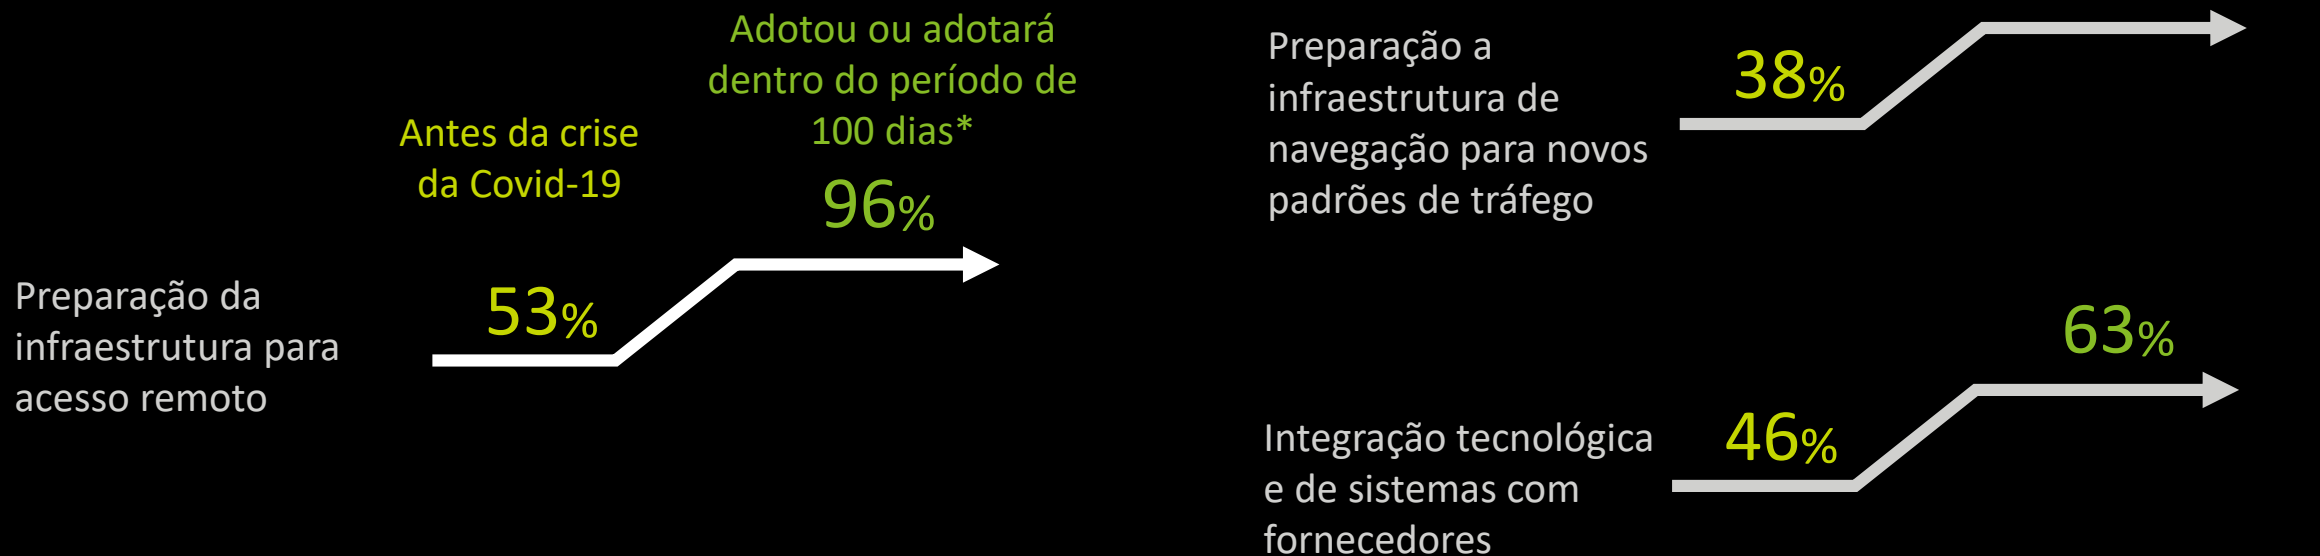 Adotou ou adotará
dentro do período de
100 dias*
Antes da crise
da Covid-19
96%
53%
Preparação da
infraestrutura para
acesso remoto
Preparação a
infraestrutura de
navegação para novos
padrões de tráfego
38%
63%
46%
Integração tecnológica
e de sistemas com
fornecedores